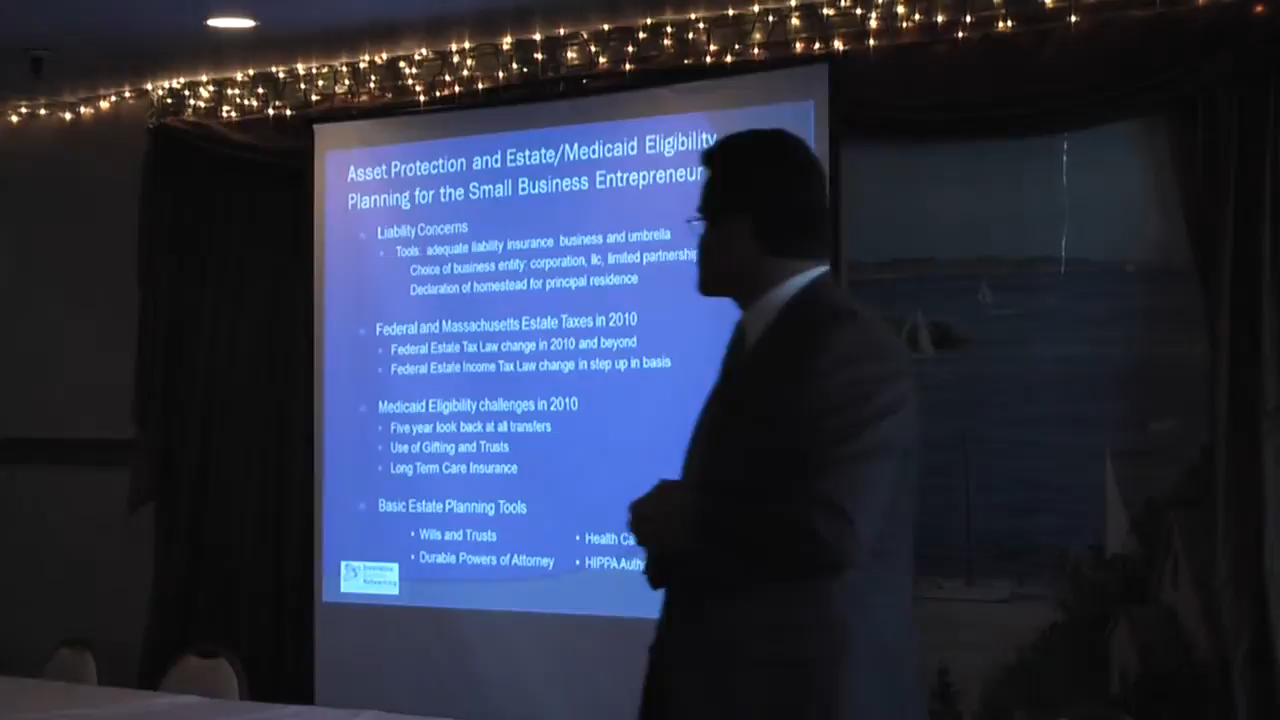 Asset Protection and Estate/Medicaid Eligibility
Planning for the Small Business Entrepreneur
Liability Concerns
Tools: adequate liability insurance business and umbrella
Choice of business entity: corporation, llc, limited partnership
Declaration of homestead for principal residence
Federal and Massachusetts Estate Taxes in 2010
Federal Estate Tax Law change in 2010 and beyond
Federal Estate Income Tax Law change in step up in basis
Medicaid Eligibility challenges in 2010
Five year look back at all transfers
Use of Gifting and Trusts
Long Term Care Insurance
Basic Estate Planning Tools
• Wills and Trusts • Health Ca
• Durable Powers of Attorney • HIPPA Auth
Networking